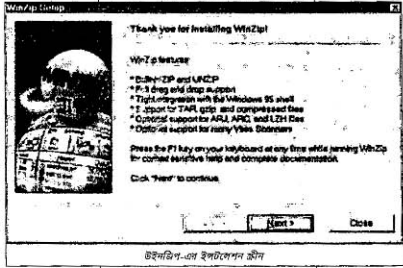 WinZip Setup
Thank you for installing WinZip!
WinZip features
* Built-in ZIP and UNZIP
* Full drag and drop support
* Tight integration with the Windows 95 shell
* Support for TAR, gzip and compressed files
* Optional support for ARJ, ARC, and LZH files
* Optional support for many Virus Scanners
Press the F1 key on your keyboard at any time while running WinZip
for context sensitive help and complete documentation.
Click "Next" to continue.
Next >
Close
উইনজিপ-এর ইন্সটলেশন স্ক্রীন